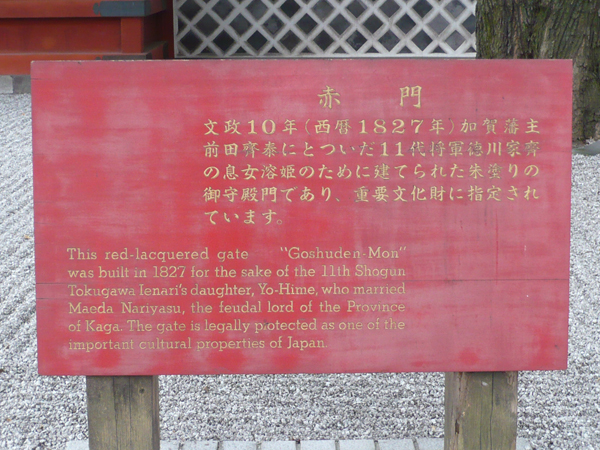 赤門
文政10年(西暦1827年)加賀藩主
前田齊泰にとついだ11代将軍徳川家齊
の息女溶姫のために建てられた朱塗りの
御守殿門であり、重要文化財に指定され
ています。
This red-lacquered gate "Goshuden-Mon"
was built in 1827 for the sake of the 11th Shogun
Tokugawa Ienari's daughter, Yo-Hime, who married
Maeda Nariyasu, the feudal lord of the Province
of Kaga. The gate is legally protected as one of the
important cultural properties of Japan.